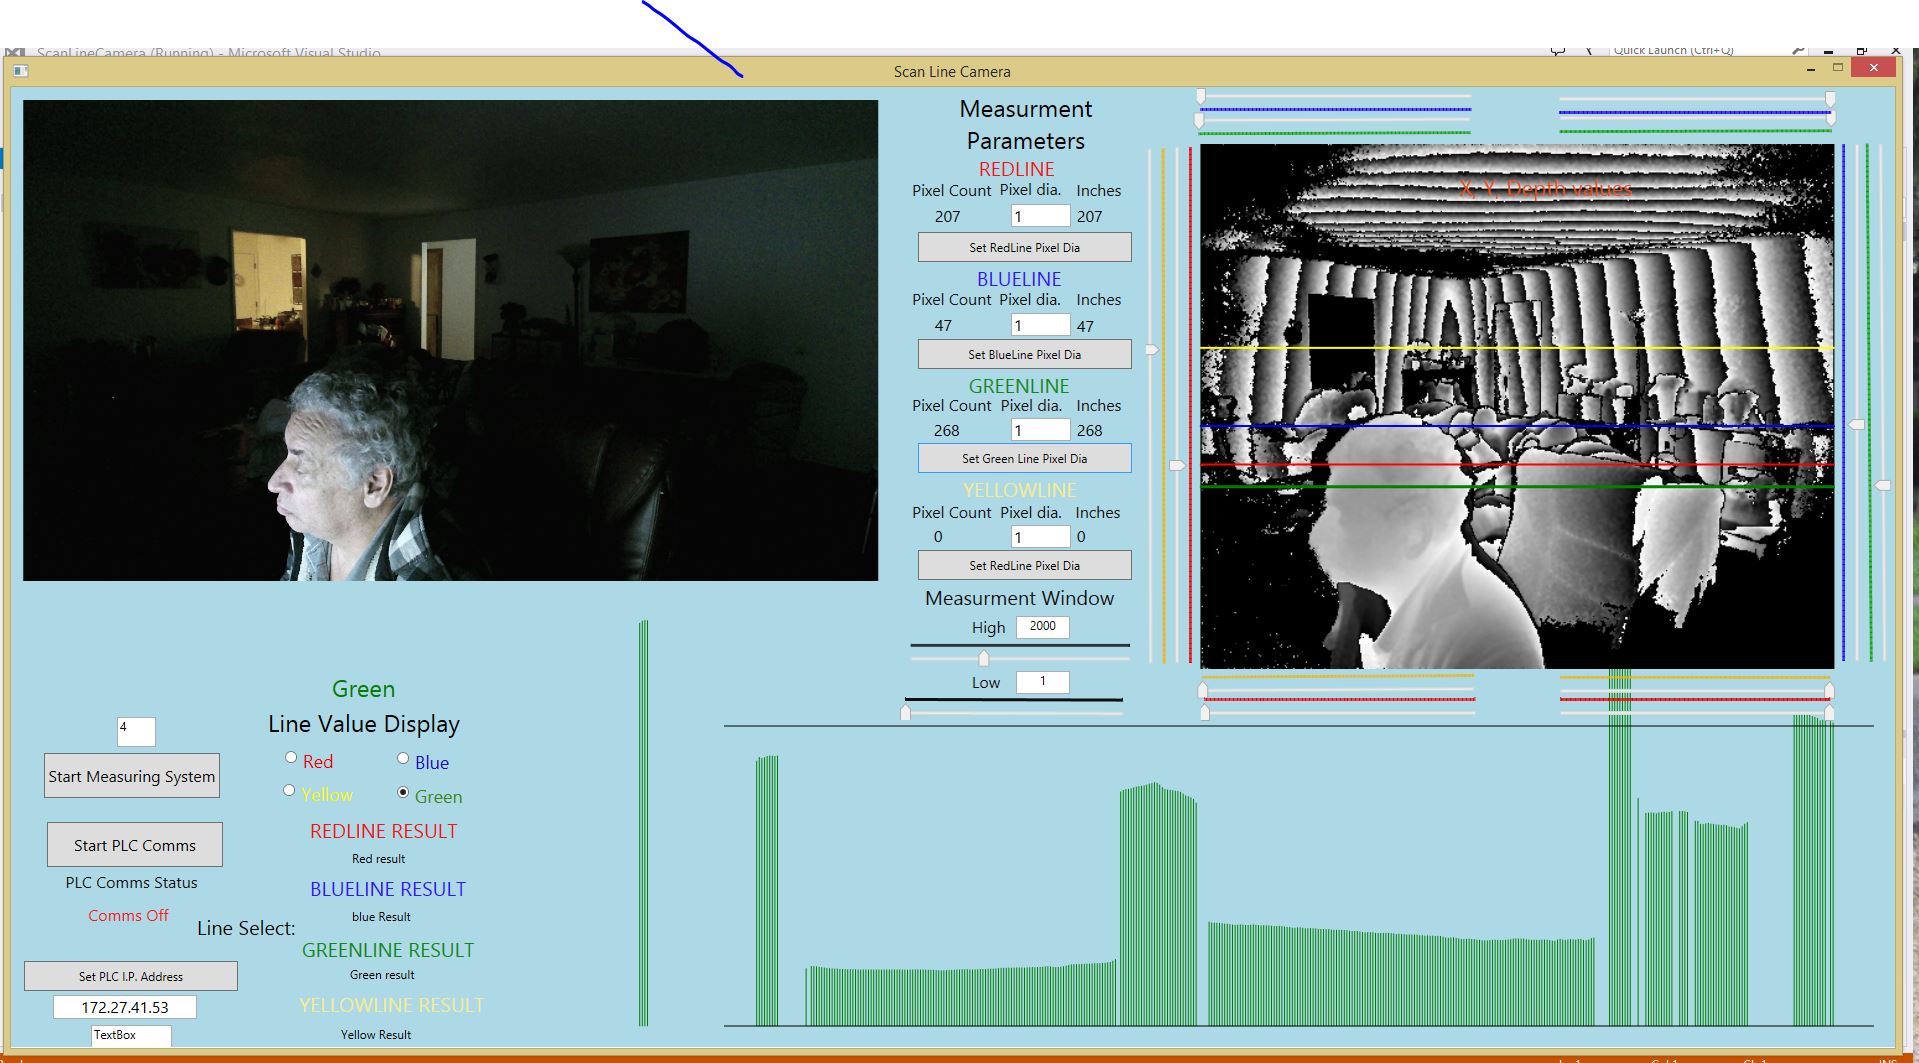 ScanLineCamera (Running) - Microsoft Visual Studio
Quick Launch (Ctrl+Q)
Scan Line Camera
Measurment
Parameters
REDLINE
Pixel Count Pixel dia. Inches
207 1 207
Set RedLine Pixel Dia
BLUELINE
Pixel Count Pixel dia. Inches
47 1 47
Set BlueLine Pixel Dia
GREENLINE
Pixel Count Pixel dia. Inches
268 1 268
Set Green Line Pixel Dia
YELLOWLINE
Pixel Count Pixel dia. Inches
0 1 0
Set RedLine Pixel Dia
Measurment Window
High 2000
Low 1
X, Y, Depth values
Green
Line Value Display
Red Blue
Yellow Green
4
Start Measuring System
Start PLC Comms
PLC Comms Status
Comms Off
Line Select:
Set PLC I.P. Address
172.27.41.53
TextBox
REDLINE RESULT
Red result
BLUELINE RESULT
blue Result
GREENLINE RESULT
Green result
YELLOWLINE RESULT
Yellow Result